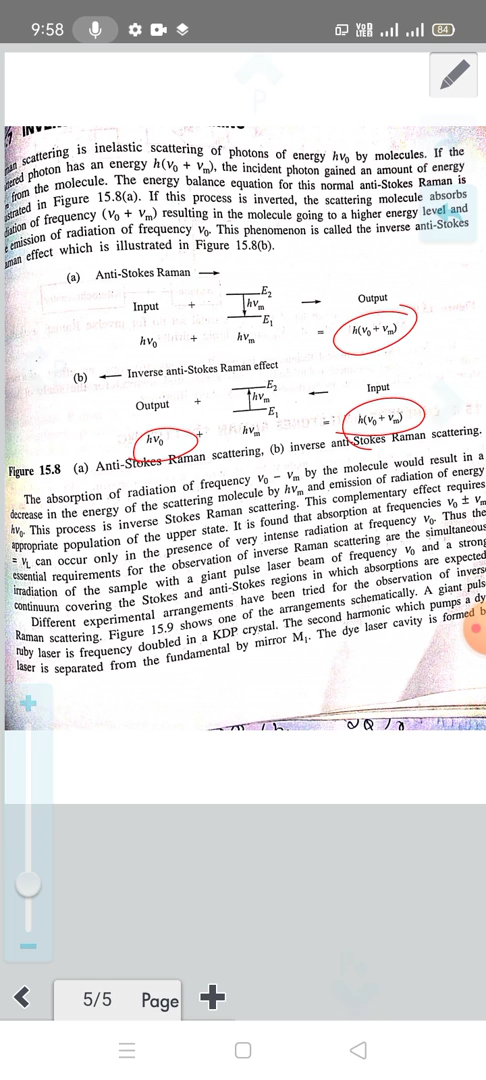 9:58
VoD LTEB
84
scattering is inelastic scattering of photons of energy hν₀ by molecules. If the
photon has an energy h(ν₀ + νₘ), the incident photon gained an amount of energy
from the molecule. The energy balance equation for this normal anti-Stokes Raman is
in Figure 15.8(a). If this process is inverted, the scattering molecule absorbs
of frequency (ν₀ + νₘ) resulting in the molecule going to a higher energy level and
emission of radiation of frequency ν₀. This phenomenon is called the inverse anti-Stokes
effect which is illustrated in Figure 15.8(b).
(a) Anti-Stokes Raman →
Input + E₂ hνₘ E₁ → Output
hν₀ + hνₘ = h(ν₀ + νₘ)
(b) ← Inverse anti-Stokes Raman effect
Output + E₂ hνₘ E₁ ← Input
hν₀ + hνₘ = h(ν₀ + νₘ)
Figure 15.8 (a) Anti-Stokes Raman scattering, (b) inverse anti-Stokes Raman scattering.
The absorption of radiation of frequency ν₀ − νₘ by the molecule would result in a
decrease in the energy of the scattering molecule by hνₘ and emission of radiation of energy
hν₀. This process is inverse Stokes Raman scattering. This complementary effect requires
appropriate population of the upper state. It is found that absorption at frequencies ν₀ ± νₘ
= νL can occur only in the presence of very intense radiation at frequency ν₀. Thus the
essential requirements for the observation of inverse Raman scattering are the simultaneous
irradiation of the sample with a giant pulse laser beam of frequency ν₀ and a strong
continuum covering the Stokes and anti-Stokes regions in which absorptions are expected
Different experimental arrangements have been tried for the observation of invers
Raman scattering. Figure 15.9 shows one of the arrangements schematically. A giant puls
ruby laser is frequency doubled in a KDP crystal. The second harmonic which pumps a dy
laser is separated from the fundamental by mirror M₁. The dye laser cavity is formed b
5/5 Page